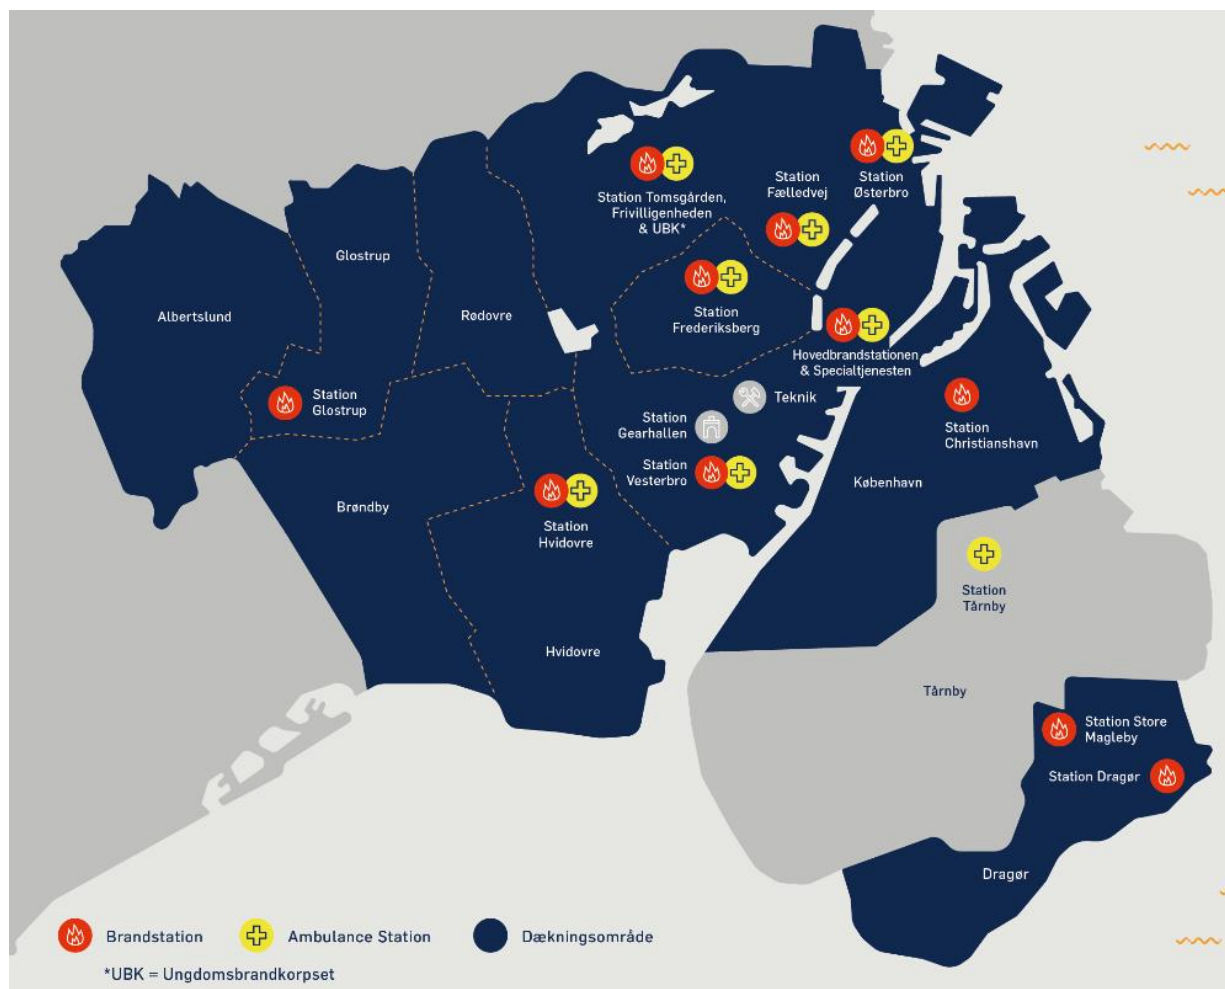 Station
Fælledvej
Station
Østerbro
Station Tomsgården,
Frivilligenheden
& UBK*
Glostrup
Albertslund
Rødovre
Station
Frederiksberg
Hovedbrandstationen
& Specialtjenesten
Station
Glostrup
Teknik
Station
Gearhallen
Station
Christianshavn
Station
Vesterbro
København
Brøndby
Station
Hvidovre
Station
Tårnby
Hvidovre
Tårnby
Station Store
Magleby
Station Dragør
Dragør
Brandstation
Ambulance Station
Dækningsområde
*UBK = Ungdomsbrandkorpset